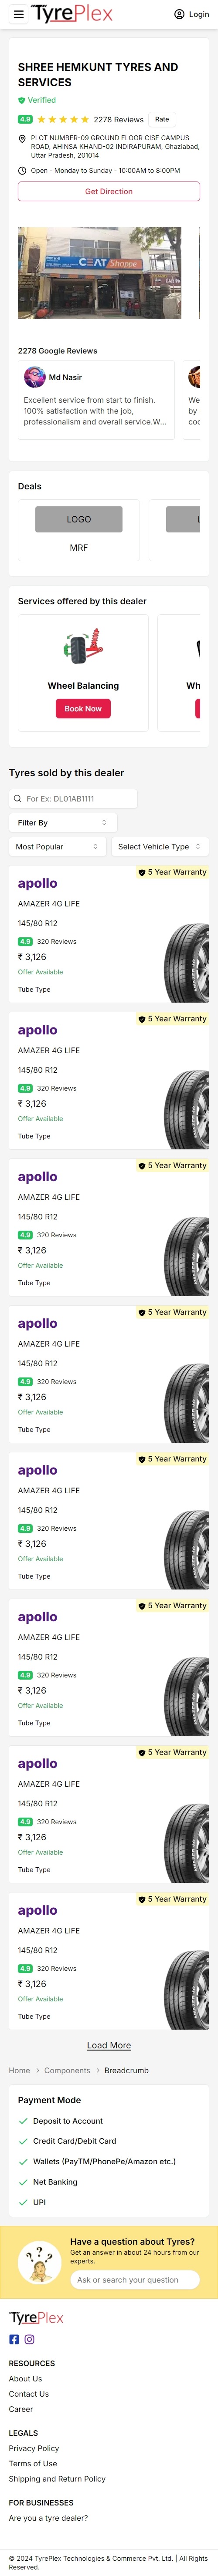 TyrePlex
Login
SHREE HEMKUNT TYRES AND
SERVICES
Verified
4.9 2278 Reviews Rate
PLOT NUMBER-09 GROUND FLOOR CISF CAMPUS
ROAD, AHINSA KHAND-02 INDIRAPURAM, Ghaziabad,
Uttar Pradesh, 201014
Open - Monday to Sunday - 10:00AM to 8:00PM
Get Direction
CEAT Shoppe
2278 Google Reviews
Md Nasir
Excellent service from start to finish.
100% satisfaction with the job,
professionalism and overall service.W...
We
by
coo
Deals
LOGO
L
MRF
Services offered by this dealer
Wheel Balancing
Wh
Book Now
Tyres sold by this dealer
For Ex: DL01AB1111
Filter By
Most Popular
Select Vehicle Type
5 Year Warranty
apollo
AMAZER 4G LIFE
145/80 R12
4.9 320 Reviews
₹ 3,126
Offer Available
Tube Type
5 Year Warranty
apollo
AMAZER 4G LIFE
145/80 R12
4.9 320 Reviews
₹ 3,126
Offer Available
Tube Type
5 Year Warranty
apollo
AMAZER 4G LIFE
145/80 R12
4.9 320 Reviews
₹ 3,126
Offer Available
Tube Type
5 Year Warranty
apollo
AMAZER 4G LIFE
145/80 R12
4.9 320 Reviews
₹ 3,126
Offer Available
Tube Type
5 Year Warranty
apollo
AMAZER 4G LIFE
145/80 R12
4.9 320 Reviews
₹ 3,126
Offer Available
Tube Type
5 Year Warranty
apollo
AMAZER 4G LIFE
145/80 R12
4.9 320 Reviews
₹ 3,126
Offer Available
Tube Type
5 Year Warranty
apollo
AMAZER 4G LIFE
145/80 R12
4.9 320 Reviews
₹ 3,126
Offer Available
Tube Type
5 Year Warranty
apollo
AMAZER 4G LIFE
145/80 R12
4.9 320 Reviews
₹ 3,126
Offer Available
Tube Type
Load More
Home > Components > Breadcrumb
Payment Mode
Deposit to Account
Credit Card/Debit Card
Wallets (PayTM/PhonePe/Amazon etc.)
Net Banking
UPI
Have a question about Tyres?
Get an answer in about 24 hours from our
experts.
Ask or search your question
TyrePlex
RESOURCES
About Us
Contact Us
Career
LEGALS
Privacy Policy
Terms of Use
Shipping and Return Policy
FOR BUSINESSES
Are you a tyre dealer?
© 2024 TyrePlex Technologies & Commerce Pvt. Ltd. | All Rights
Reserved.